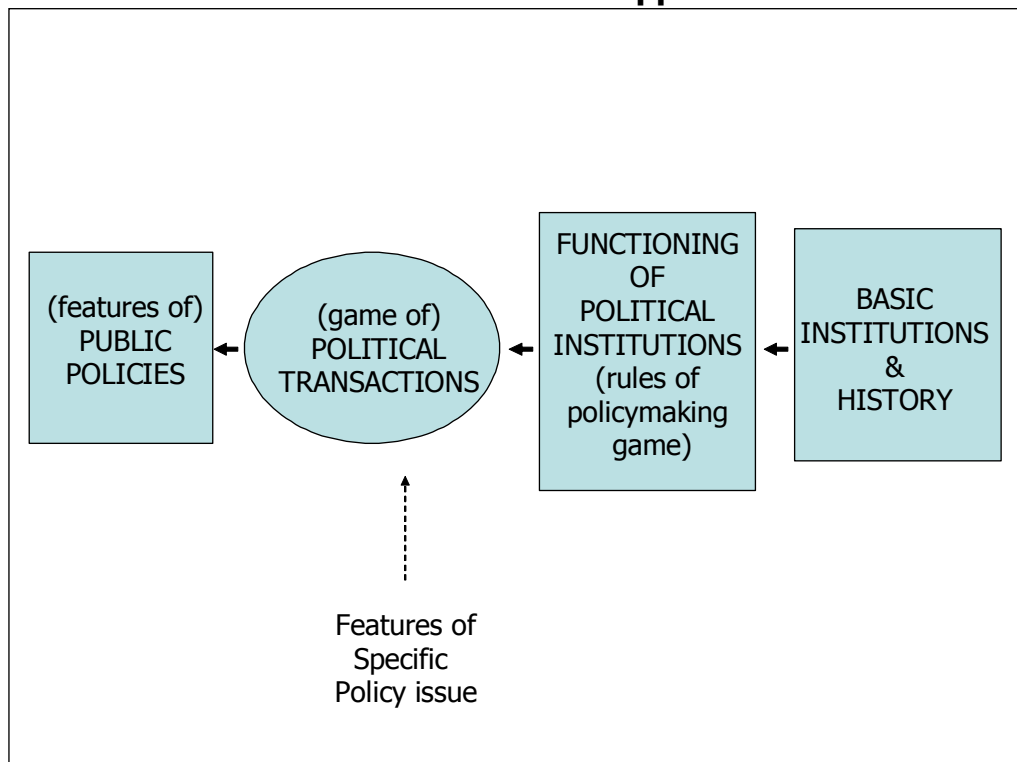 (features of)
PUBLIC
POLICIES
(game of)
POLITICAL
TRANSACTIONS
FUNCTIONING
OF
POLITICAL
INSTITUTIONS
(rules of
policymaking
game)
BASIC
INSTITUTIONS
&
HISTORY
Features of
Specific
Policy issue